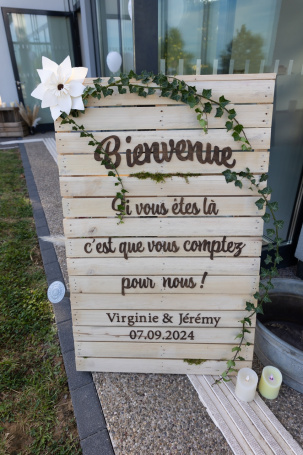 Bienvenue
Si vous êtes là
c'est que vous comptez
pour nous !
Virginie & Jérémy
07.09.2024